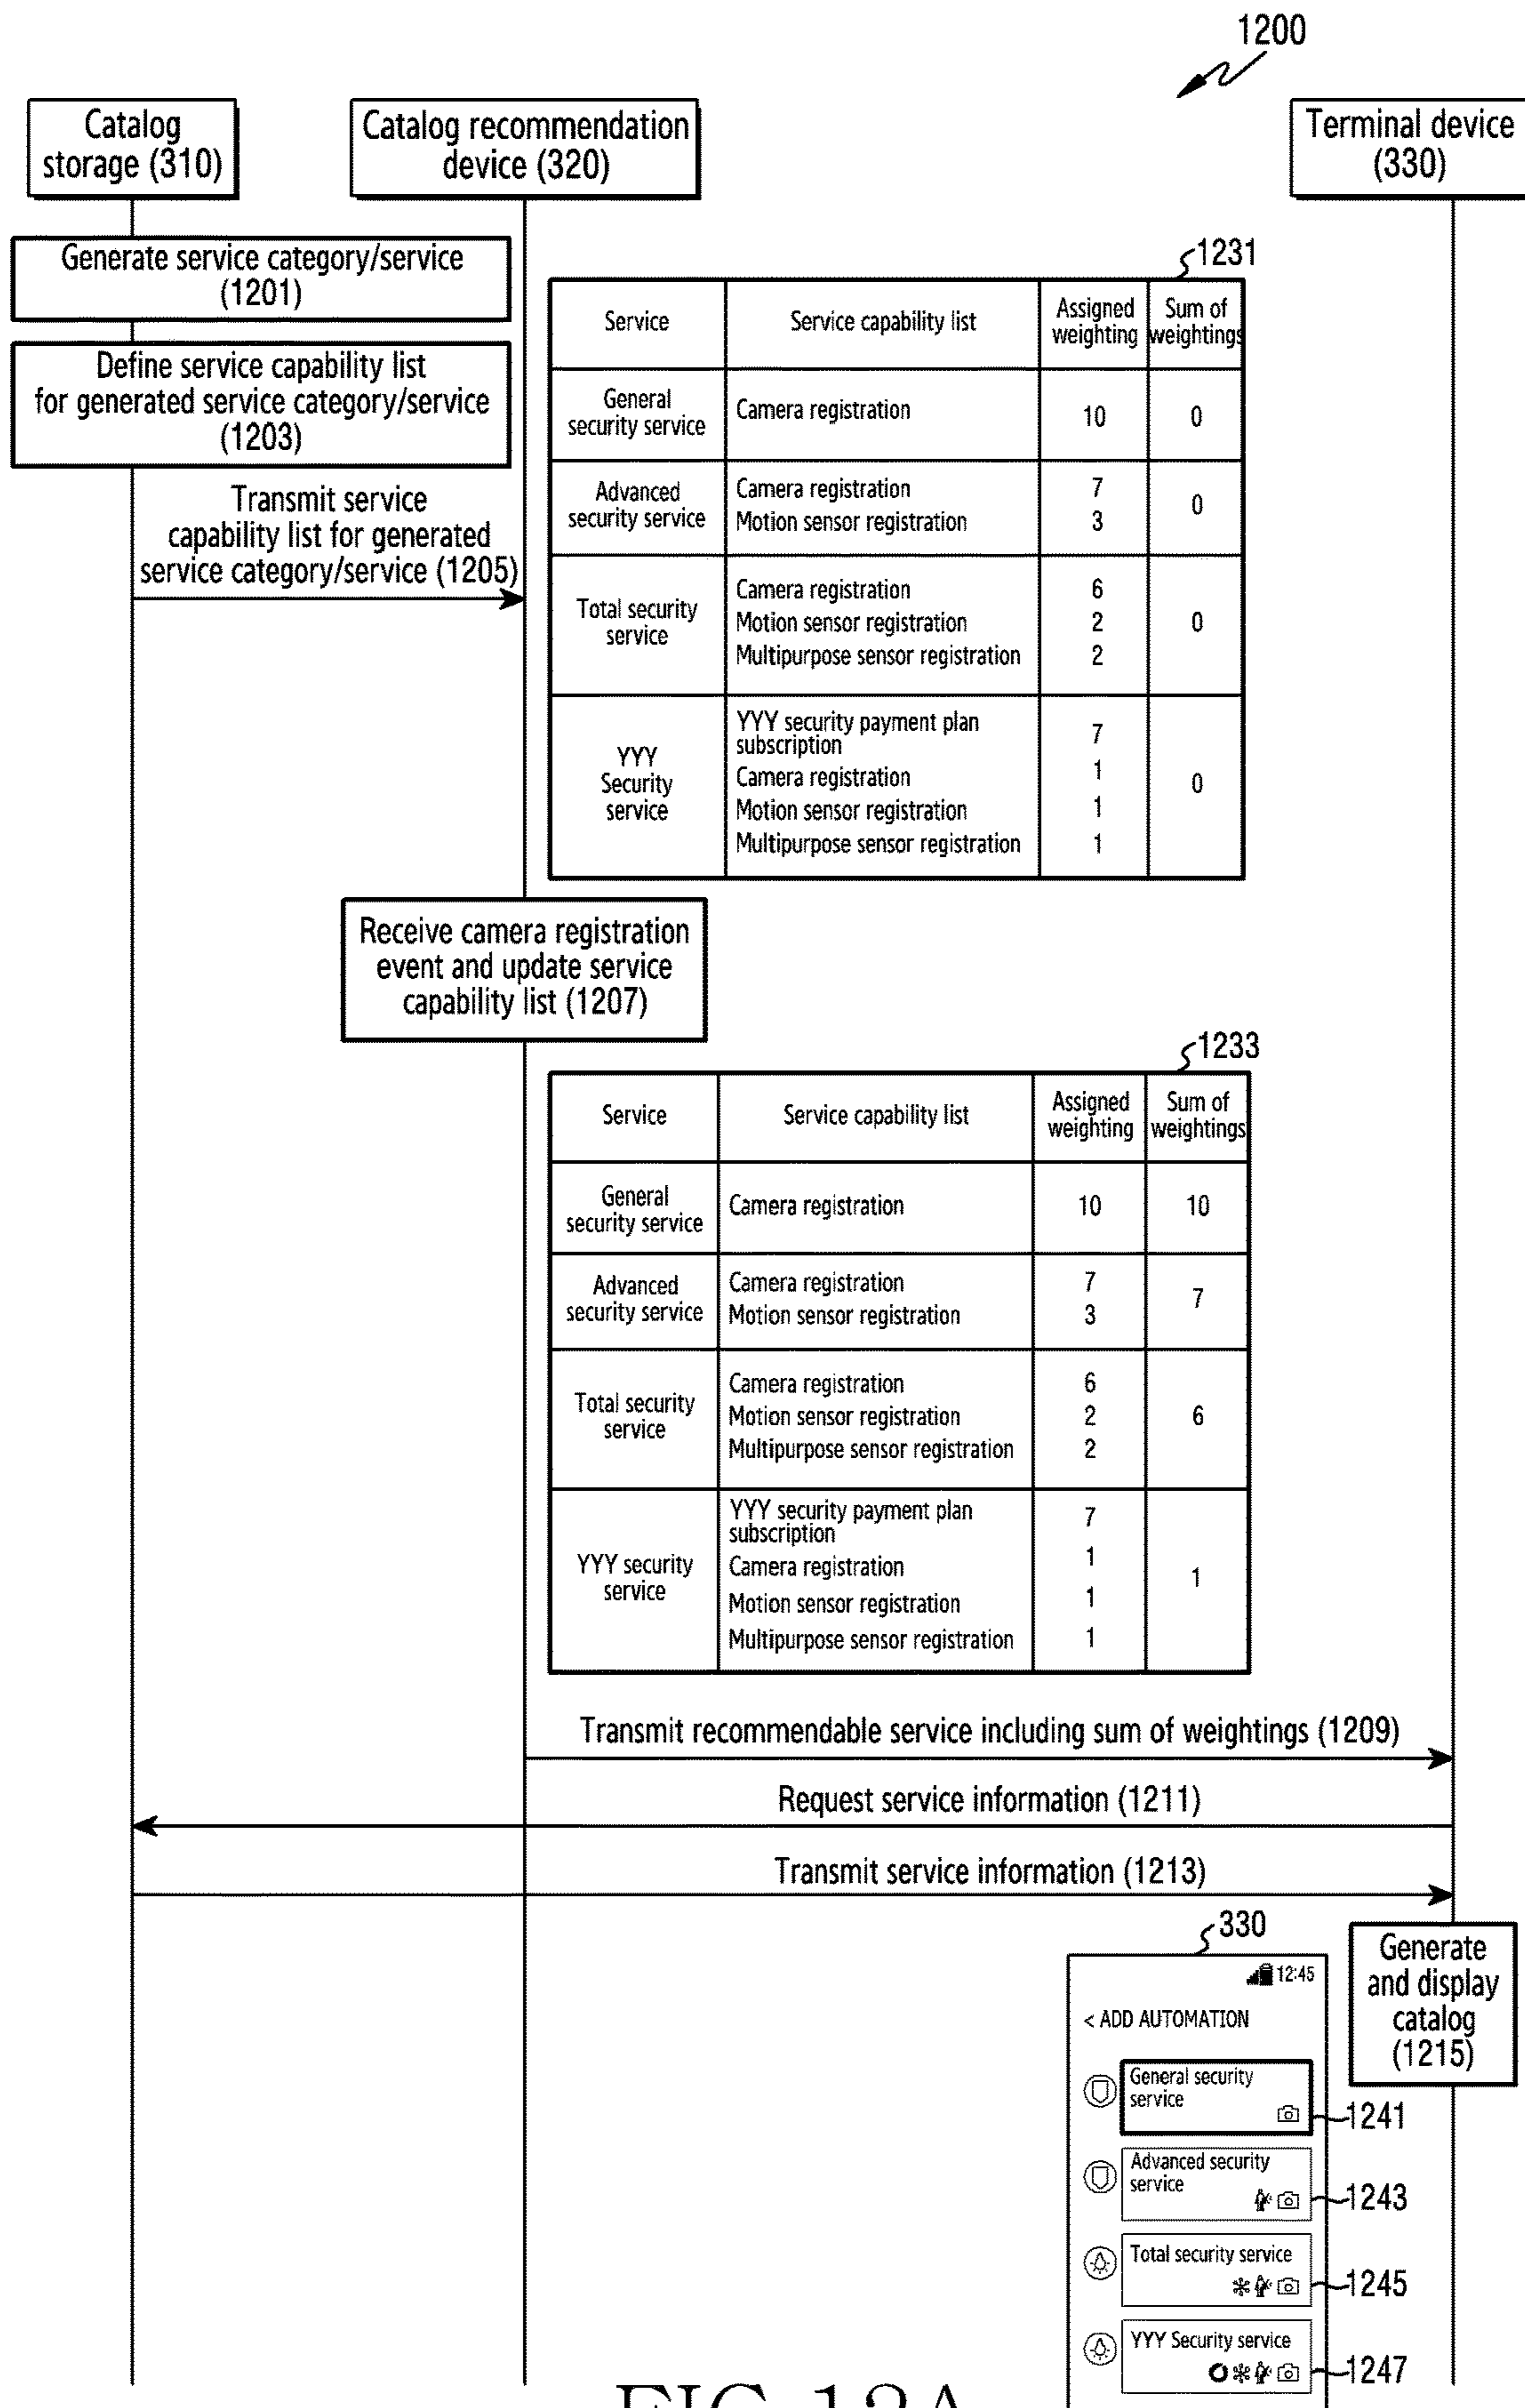 1200
Catalog
storage (310)
Catalog recommendation
device (320)
Terminal device
(330)
Generate service category/service
(1201)
Define service capability list
for generated service category/service
(1203)
Transmit service
capability list for generated
service category/service (1205)
1231
Service
Service capability list
Assigned
weighting
Sum of
weightings
General
security service
Camera registration
10
0
Advanced
security service
Camera registration
Motion sensor registration
7
3
0
Total security
service
Camera registration
Motion sensor registration
Multipurpose sensor registration
6
2
2
0
YYY
Security
service
YYY security payment plan
subscription
Camera registration
Motion sensor registration
Multipurpose sensor registration
7
1
1
1
0
Receive camera registration
event and update service
capability list (1207)
1233
Service
Service capability list
Assigned
weighting
Sum of
weightings
General
security service
Camera registration
10
10
Advanced
security service
Camera registration
Motion sensor registration
7
3
7
Total security
service
Camera registration
Motion sensor registration
Multipurpose sensor registration
6
2
2
6
YYY security
service
YYY security payment plan
subscription
Camera registration
Motion sensor registration
Multipurpose sensor registration
7
1
1
1
1
Transmit recommendable service including sum of weightings (1209)
Request service information (1211)
Transmit service information (1213)
330
12:45
< ADD AUTOMATION
General security
service
1241
Advanced security
service
1243
Total security service
1245
YYY Security service
1247
Generate
and display
catalog
(1215)
FIG.12A